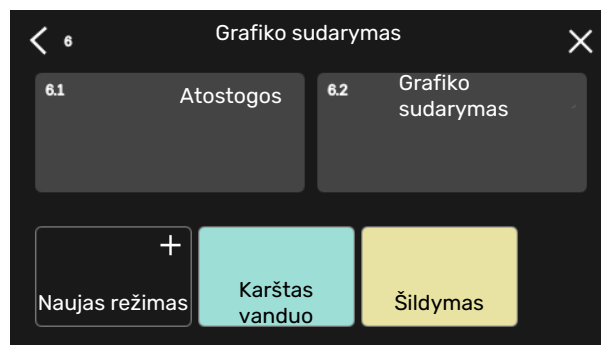 6 Grafiko sudarymas
6.1 Atostogos
6.2 Grafiko
sudarymas
Naujas režimas
Karštas
vanduo
Šildymas